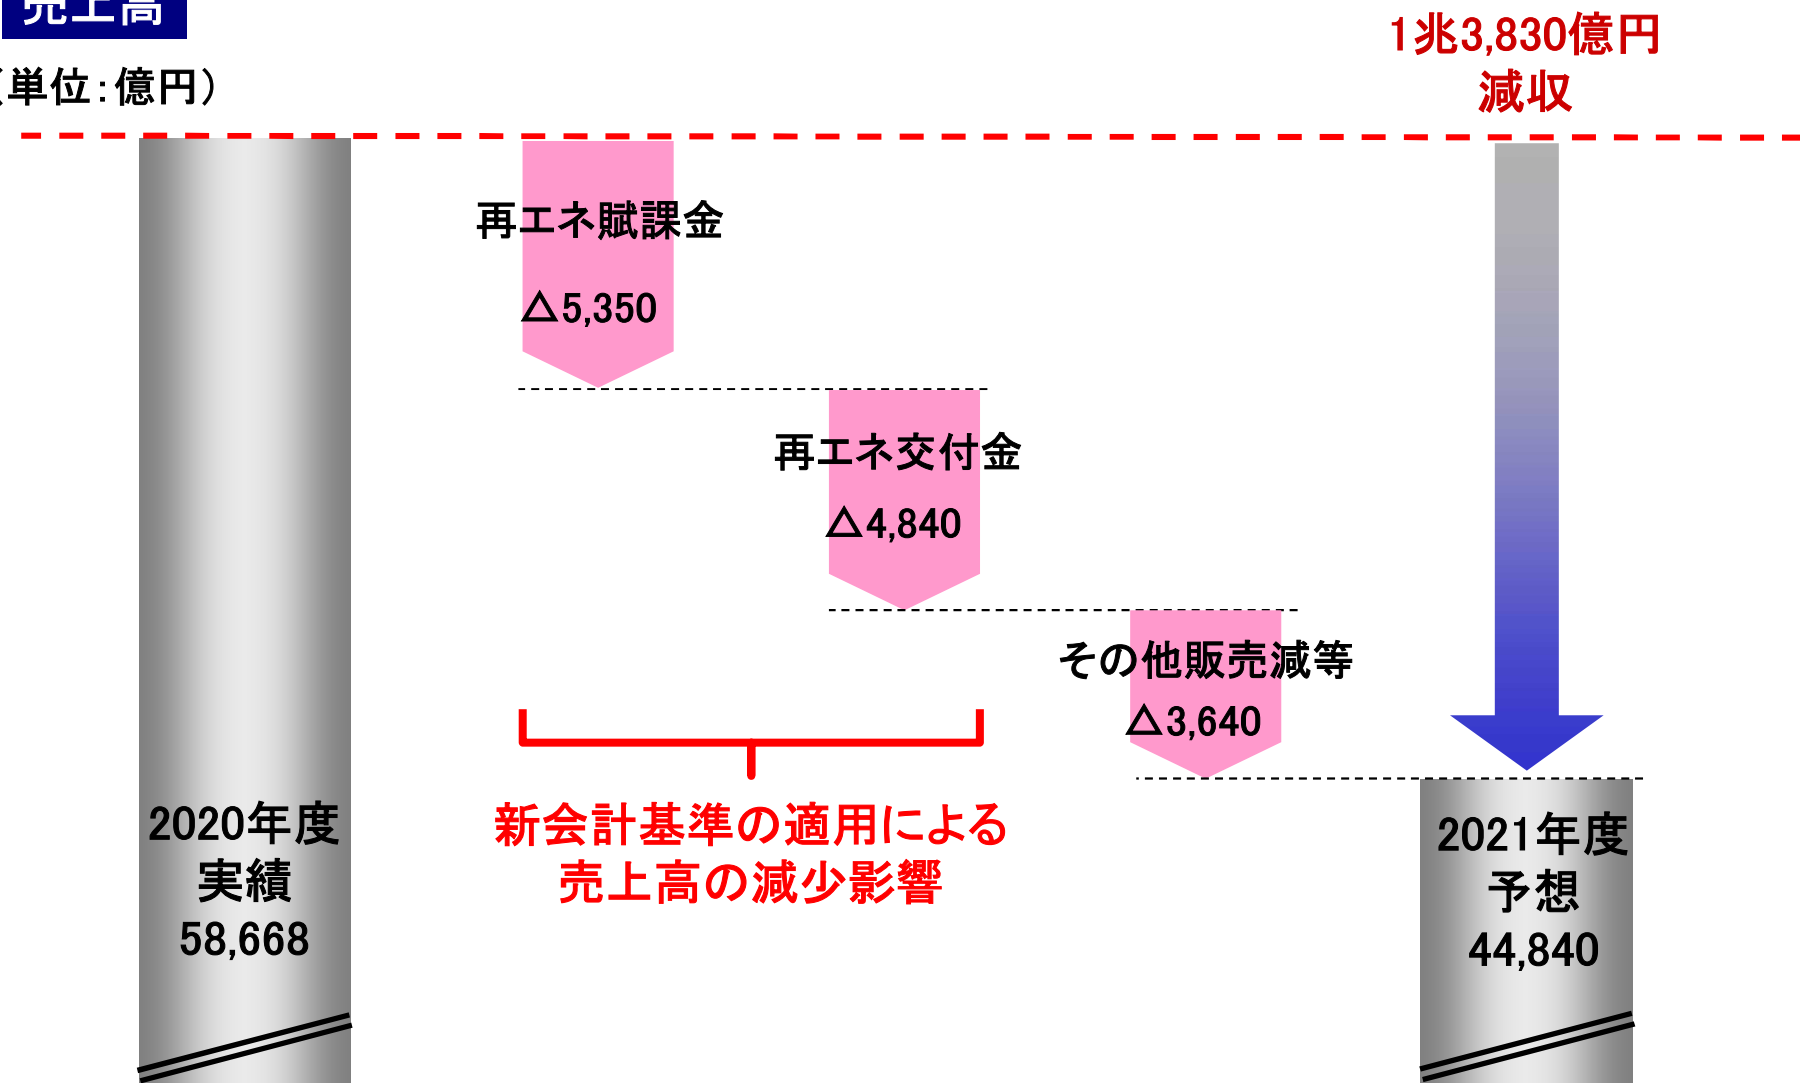 売上高
（単位：億円）
1兆3,830億円
減収
再エネ賦課金
△5,350
再エネ交付金
△4,840
その他販売減等
△3,640
新会計基準の適用による
売上高の減少影響
2020年度
実績
58,668
2021年度
予想
44,840